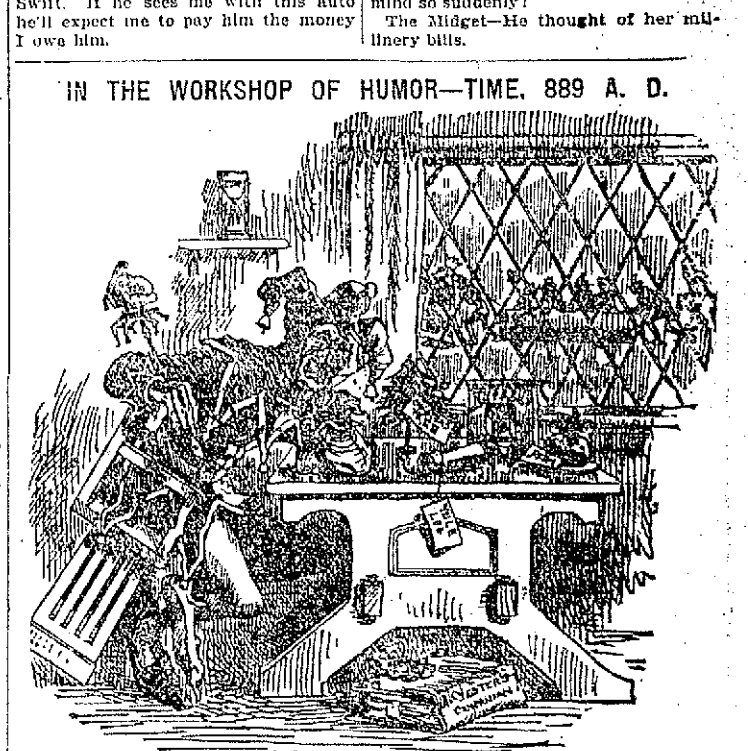 Swift. If he sees me with this auto
he'll expect me to pay him the money
I owe him.
mind so suddenly?
The Midget—He thought of her mil-
linery bills.
IN THE WORKSHOP OF HUMOR—TIME, 889 A. D.